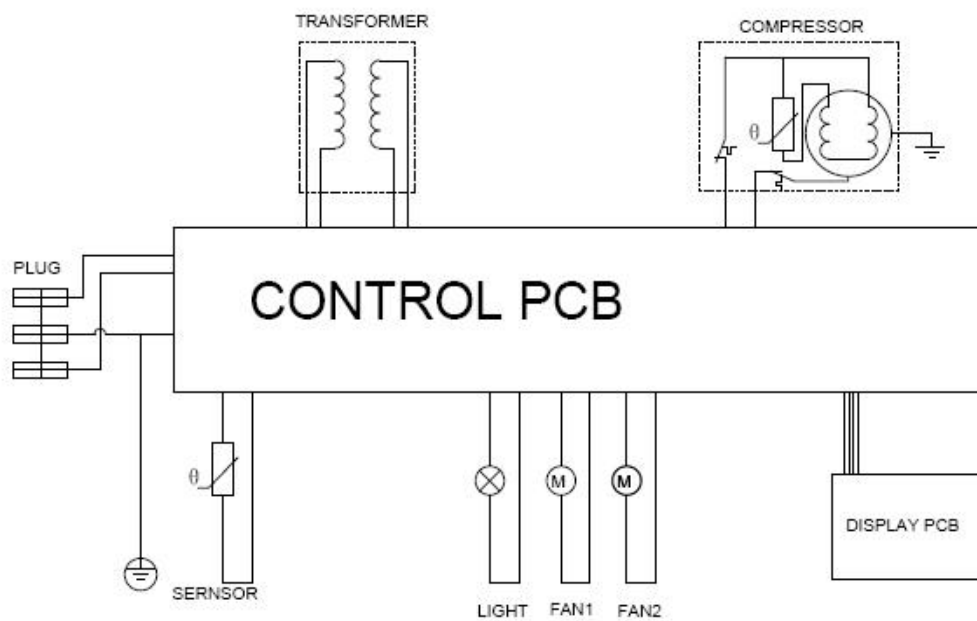 TRANSFORMER
COMPRESSOR
θ
PLUG
CONTROL PCB
θ
M
M
DISPLAY PCB
SERNSOR
LIGHT
FAN1
FAN2